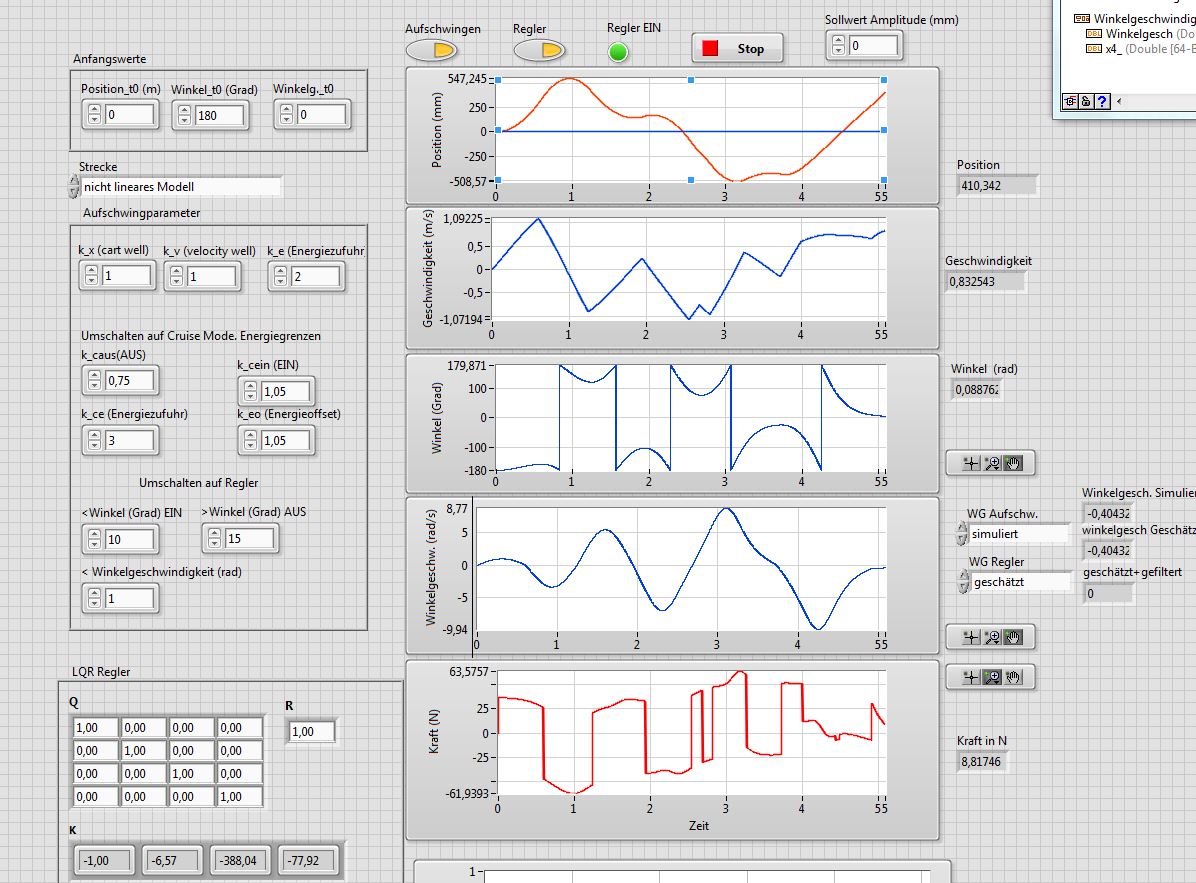 Aufschwingen
Regler
Regler EIN
Stop
Sollwert Amplitude (mm)
0
Winkelgeschwindig
Winkelgesch (Do
x4_ (Double [64-B
Anfangswerte
Position_t0 (m)
Winkel_t0 (Grad)
Winkelg._t0
0
180
0
Strecke
nicht lineares Modell
Aufschwingparameter
k_x (cart well)
k_v (velocity well)
k_e (Energiezufuhr
1
1
2
Umschalten auf Cruise Mode. Energiegrenzen
k_caus(AUS)
k_cein (EIN)
0,75
1,05
k_ce (Energiezufuhr)
k_eo (Energieoffset)
3
1,05
Umschalten auf Regler
<Winkel (Grad) EIN
>Winkel (Grad) AUS
10
15
< Winkelgeschwindigkeit (rad)
1
LQR Regler
Q
R
1,00 0,00 0,00 0,00
1,00
0,00 1,00 0,00 0,00
0,00 0,00 1,00 0,00
0,00 0,00 0,00 1,00
K
-1,00 -6,57 -388,04 -77,92
Position (mm)
547,245
250
0
-250
-508,57
0 1 2 3 4 55
Geschwindigkeit (m/s)
1,09225
0,5
0
-0,5
-1,07194
0 1 2 3 4 55
Winkel (Grad)
179,871
100
0
-100
-180
0 1 2 3 4 55
Winkelgeschw. (rad/s)
8,77
5
0
-5
-9,94
0 1 2 3 4 55
Kraft (N)
63,5757
25
0
-25
-61,9393
0 1 2 3 4 55
Zeit
1
Position
410,342
Geschwindigkeit
0,832543
Winkel (rad)
0,088762
WG Aufschw.
simuliert
WG Regler
geschätzt
Winkelgesch. Simulier
-0,40432
winkelgesch Geschätz
-0,40432
geschätzt+gefiltert
0
Kraft in N
8,81746